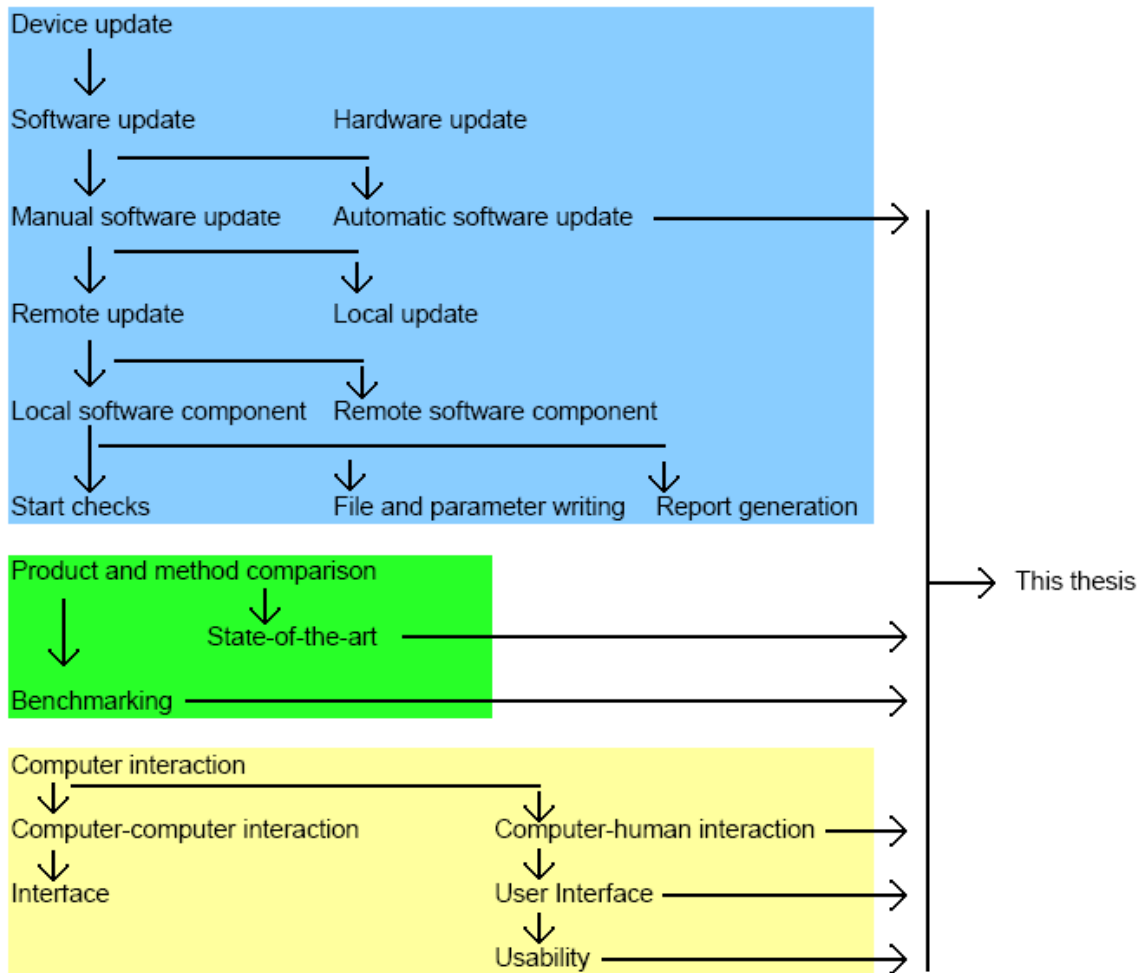 Device update
Software update
Hardware update
Manual software update
Automatic software update
Remote update
Local update
Local software component
Remote software component
Start checks
File and parameter writing
Report generation
Product and method comparison
State-of-the-art
Benchmarking
This thesis
Computer interaction
Computer-computer interaction
Computer-human interaction
Interface
User Interface
Usability